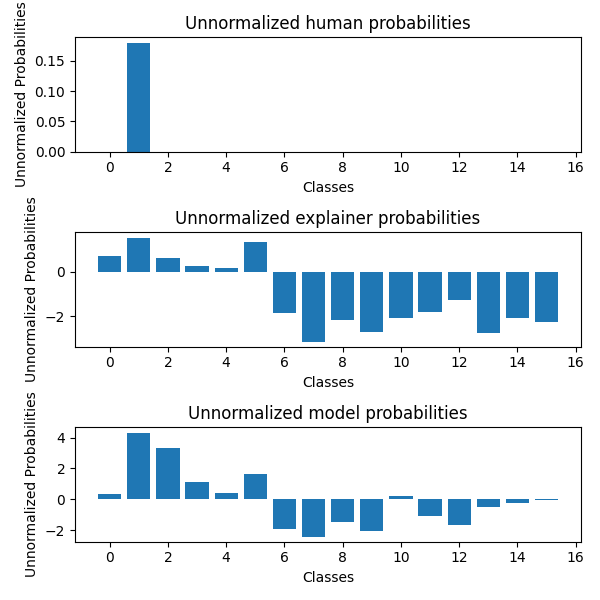 Unnormalized human probabilities
Unnormalized Probabilities
0.15
0.10
0.05
0.00
0 2 4 6 8 10 12 14 16
Classes
Unnormalized explainer probabilities
Unnormalized Probabilities
0
−2
0 2 4 6 8 10 12 14 16
Classes
Unnormalized model probabilities
Unnormalized Probabilities
4
2
0
−2
0 2 4 6 8 10 12 14 16
Classes